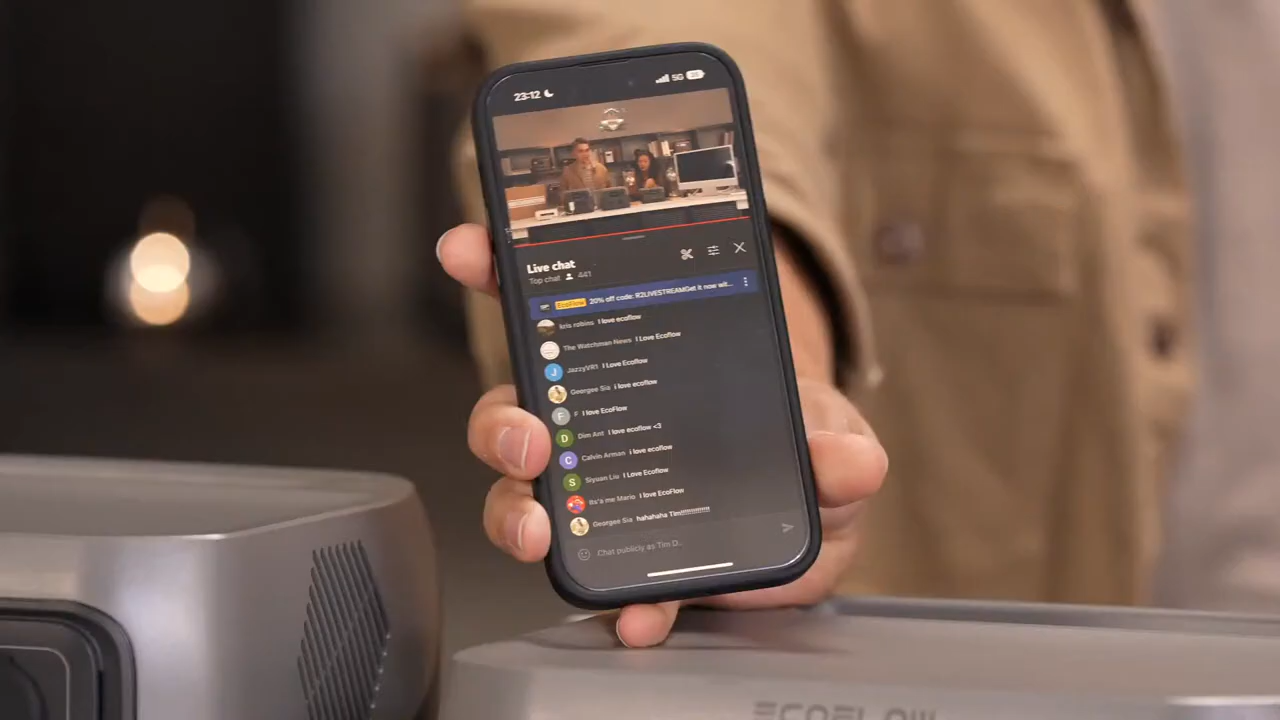 23:12
5G
Live chat
Top chat 441
EcoFlow 20% off code: R2LIVESTREAMGet it now wit...
kris robins I love ecoflow
The Watchman News I Love Ecoflow
J JazzyVR1 I Love Ecoflow
Georgee Sia i love ecoflow
F F I love EcoFlow
D Dim Ant I love ecoflow <3
C Calvin Arman i love ecoflow
S Siyuan Liu I Love Ecoflow
Its'a me Mario I love EcoFlow
Georgee Sia hahahaha Tim!!!!!!!!!!!!
Chat publicly as Tim D...
ECOFLOW